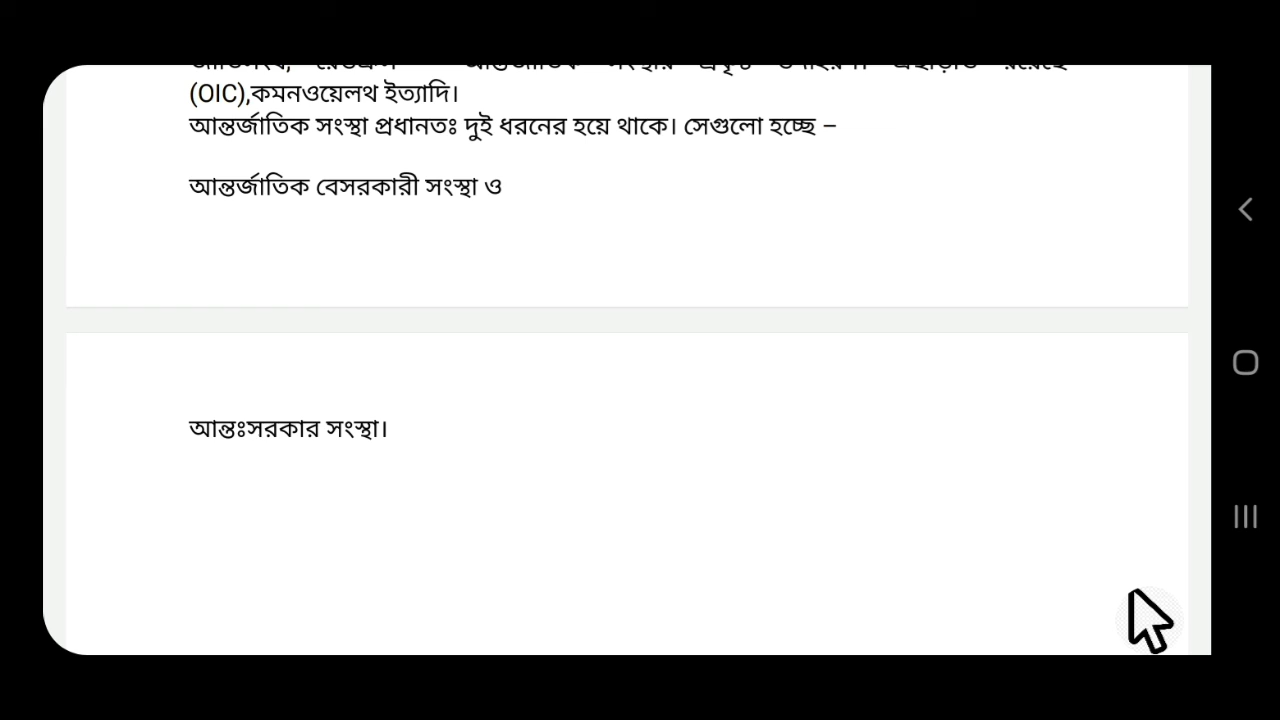 (OIC),কমনওয়েলথ ইত্যাদি।
আন্তর্জাতিক সংস্থা প্রধানতঃ দুই ধরনের হয়ে থাকে। সেগুলো হচ্ছে –
আন্তর্জাতিক বেসরকারী সংস্থা ও
আন্তঃসরকার সংস্থা।